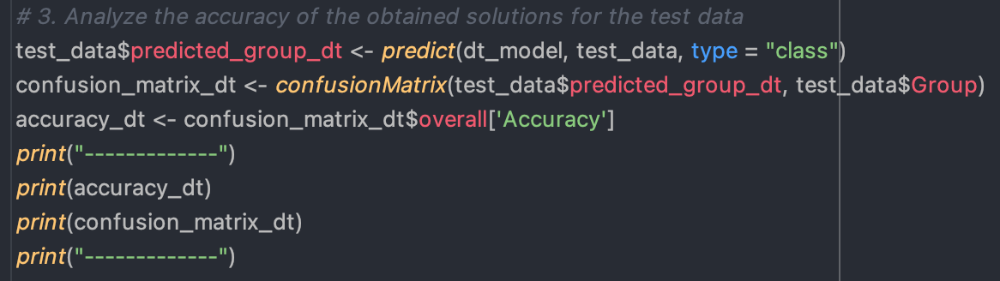 # 3. Analyze the accuracy of the obtained solutions for the test data
test_data$predicted_group_dt <- predict(dt_model, test_data, type = "class")
confusion_matrix_dt <- confusionMatrix(test_data$predicted_group_dt, test_data$Group)
accuracy_dt <- confusion_matrix_dt$overall['Accuracy']
print("-------------")
print(accuracy_dt)
print(confusion_matrix_dt)
print("-------------")